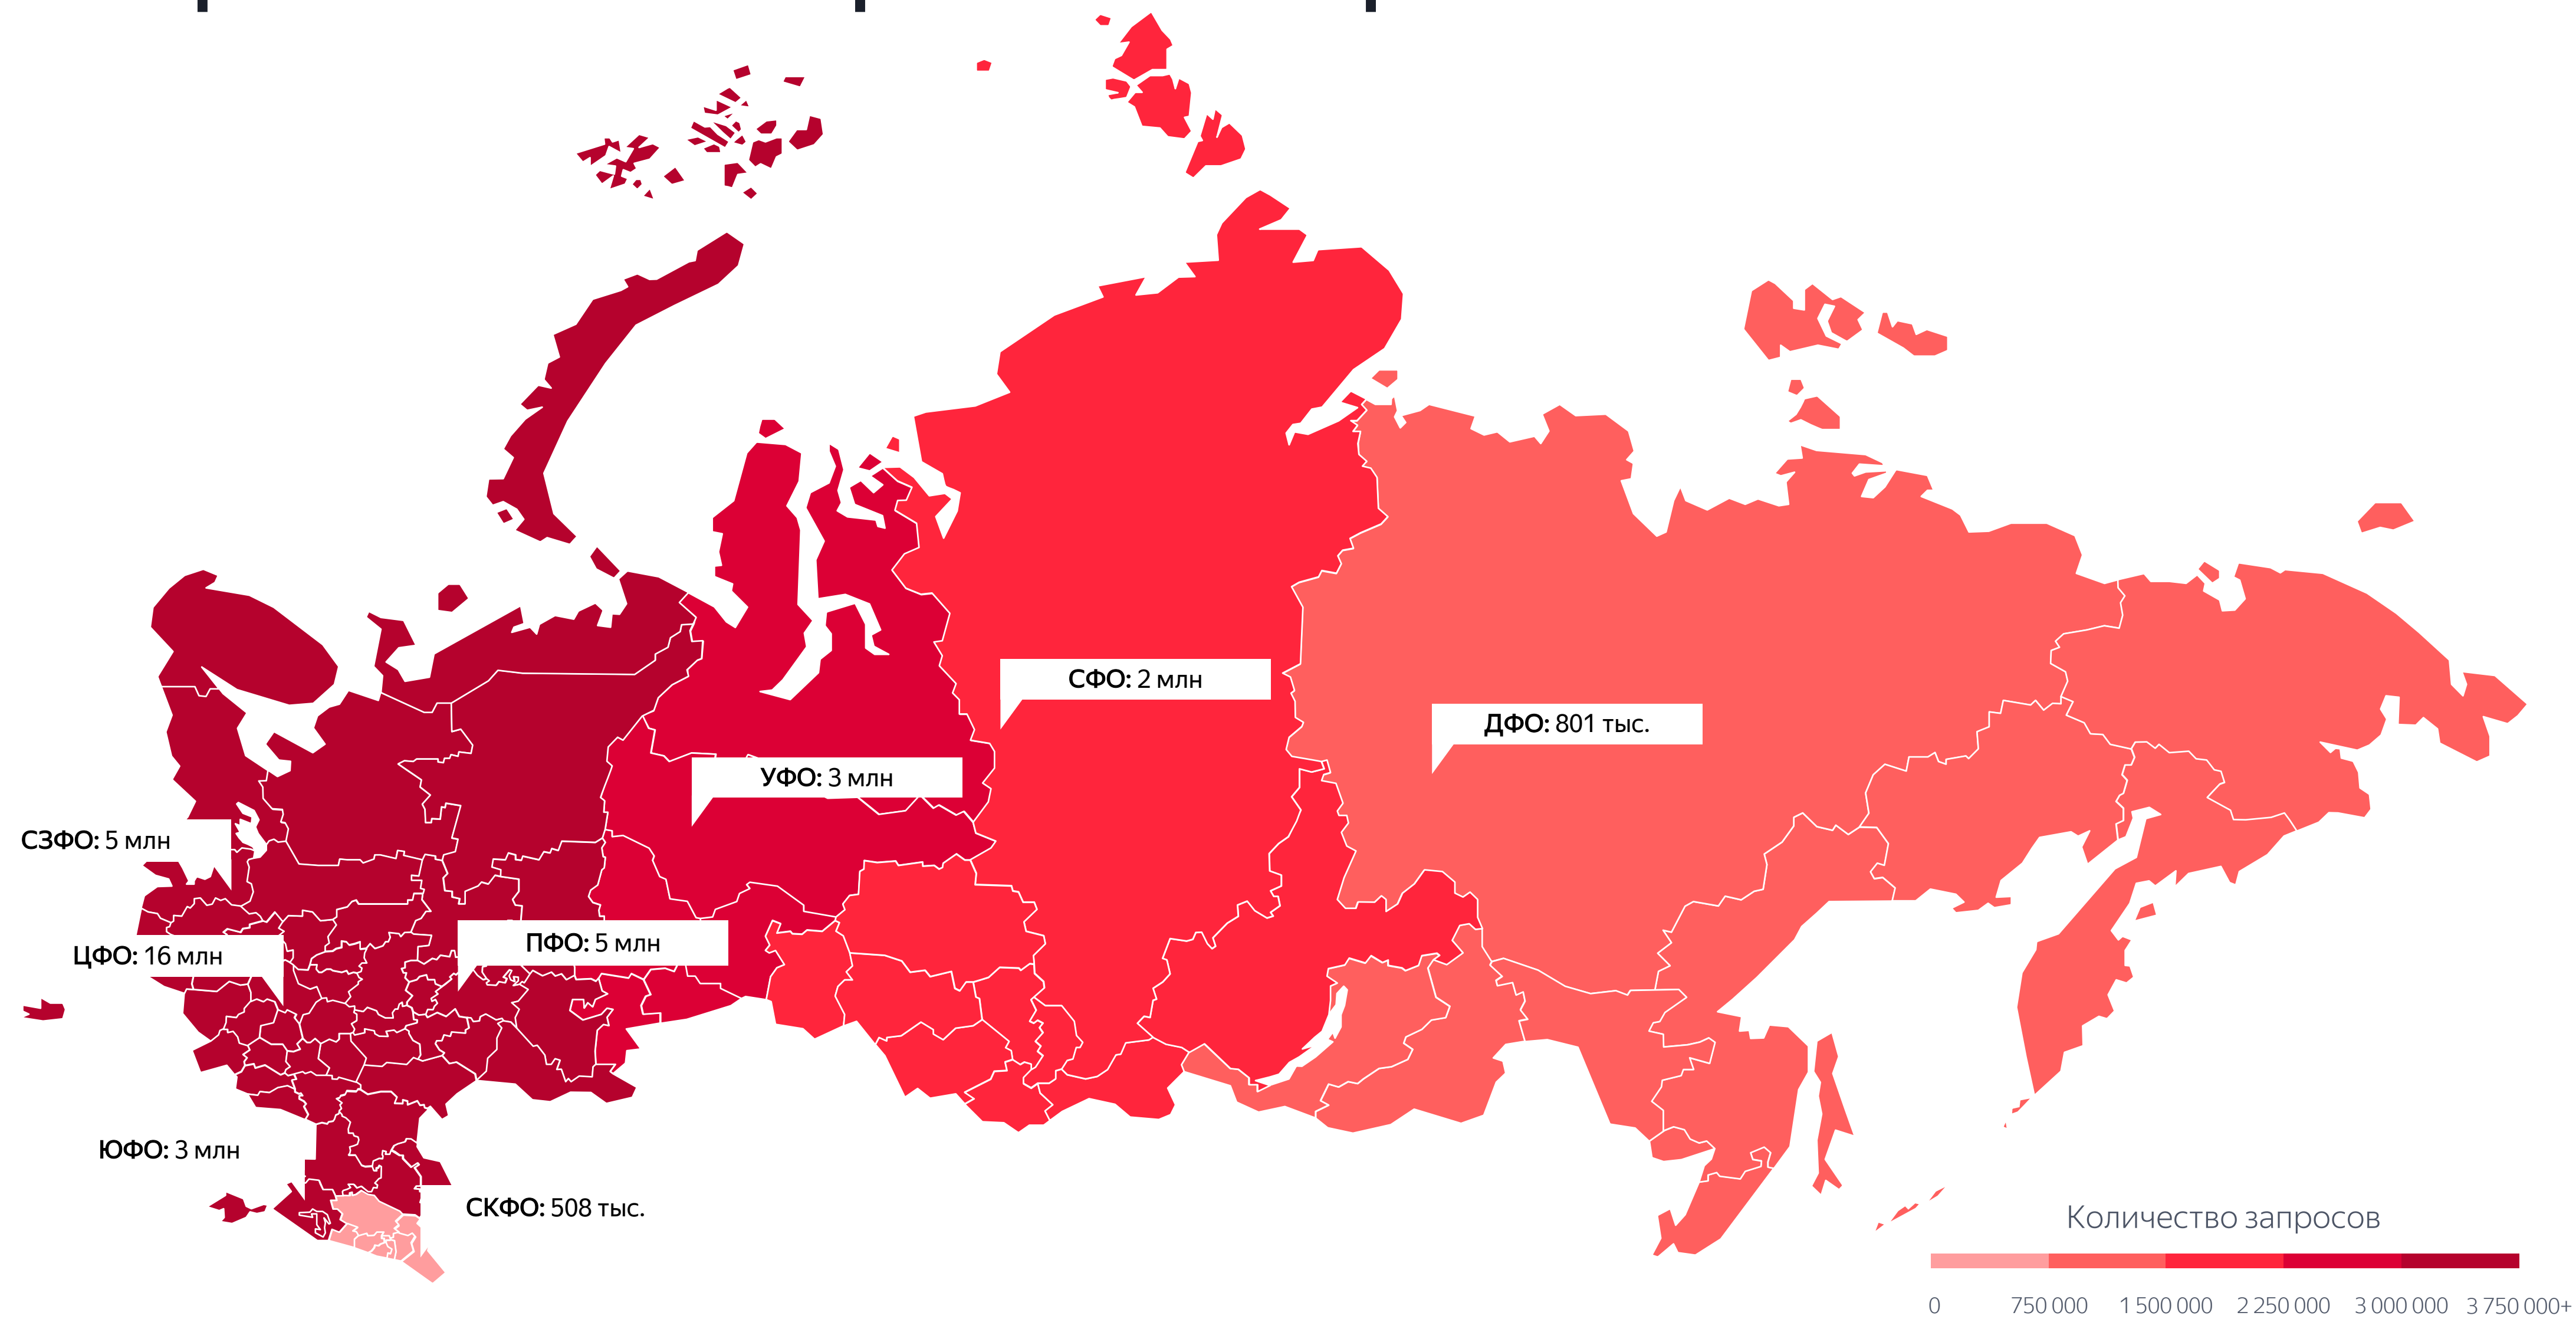 СФО: 2 млн
ДФО: 801 тыс.
УФО: 3 млн
СЗФО: 5 млн
ПФО: 5 млн
ЦФО: 16 млн
ЮФО: 3 млн
СКФО: 508 тыс.
Количество запросов
0 750 000 1 500 000 2 250 000 3 000 000 3 750 000+